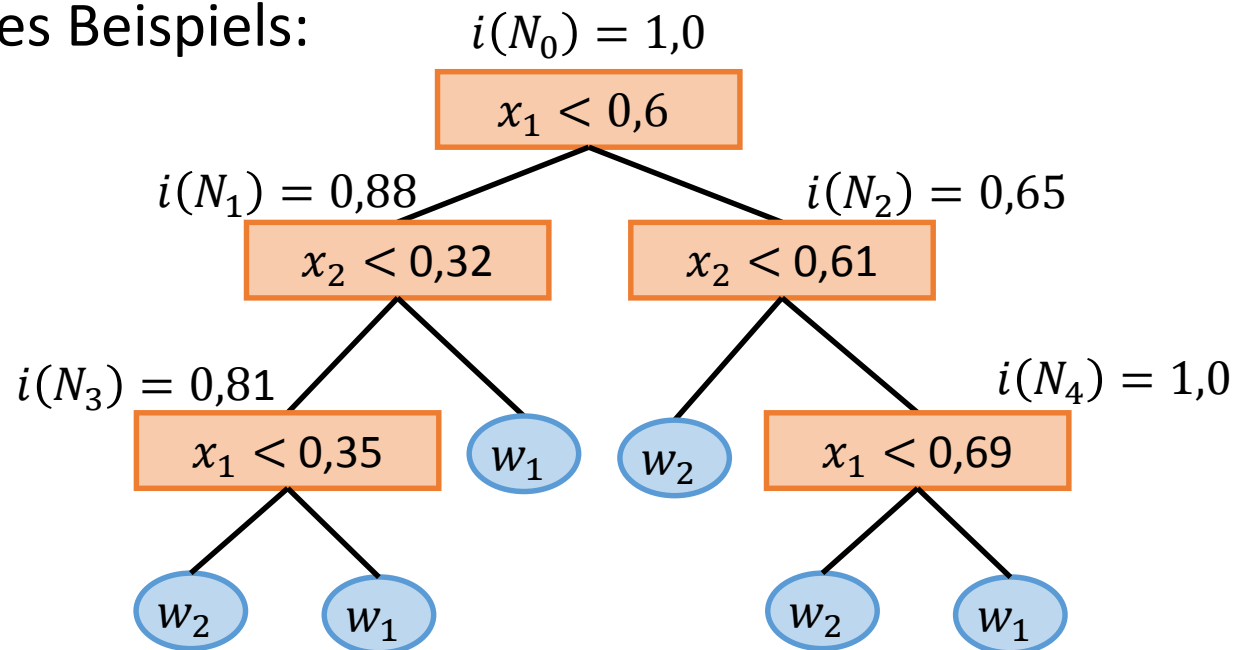 es Beispiels:
i(N₀) = 1,0
x₁ < 0,6
i(N₁) = 0,88
i(N₂) = 0,65
x₂ < 0,32
x₂ < 0,61
i(N₃) = 0,81
i(N₄) = 1,0
x₁ < 0,35
w₁
w₂
x₁ < 0,69
w₂
w₁
w₂
w₁